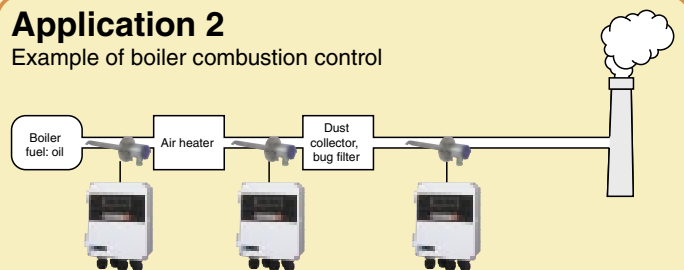 Application 2
Example of boiler combustion control
Boiler
fuel: oil
Air heater
Dust
collector,
bug filter